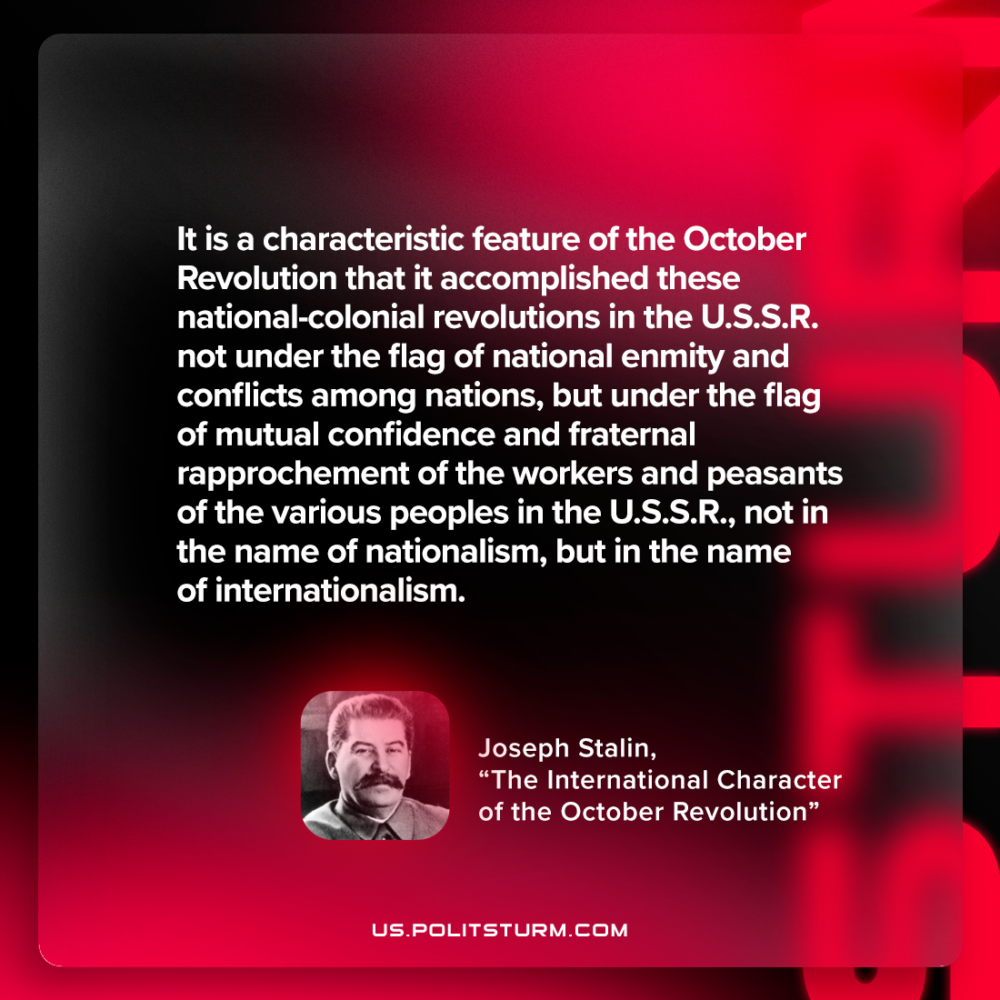 It is a characteristic feature of the October
Revolution that it accomplished these
national-colonial revolutions in the U.S.S.R.
not under the flag of national enmity and
conflicts among nations, but under the flag
of mutual confidence and fraternal
rapprochement of the workers and peasants
of the various peoples in the U.S.S.R., not in
the name of nationalism, but in the name
of internationalism.
Joseph Stalin,
“The International Character
of the October Revolution”
US.POLITSTURM.COM